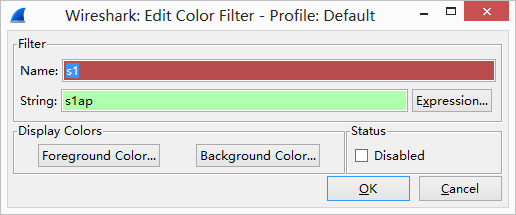 Wireshark: Edit Color Filter - Profile: Default
Filter
Name: s1
String: s1ap Expression...
Display Colors Status
Foreground Color... Background Color... Disabled
OK Cancel